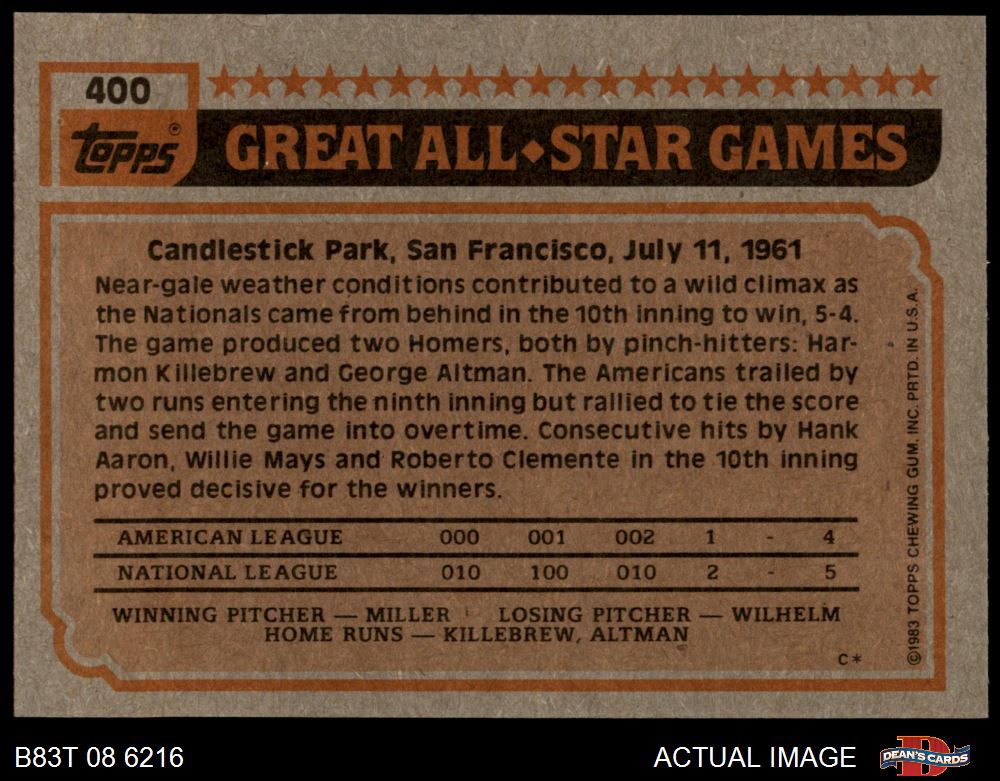 400
topps®
GREAT ALL◆STAR GAMES
Candlestick Park, San Francisco, July 11, 1961
Near-gale weather conditions contributed to a wild climax as
the Nationals came from behind in the 10th inning to win, 5-4.
The game produced two Homers, both by pinch-hitters: Har-
mon Killebrew and George Altman. The Americans trailed by
two runs entering the ninth inning but rallied to tie the score
and send the game into overtime. Consecutive hits by Hank
Aaron, Willie Mays and Roberto Clemente in the 10th inning
proved decisive for the winners.
AMERICAN LEAGUE 000 001 002 1 - 4
NATIONAL LEAGUE 010 100 010 2 - 5
WINNING PITCHER — MILLER LOSING PITCHER — WILHELM
HOME RUNS — KILLEBREW, ALTMAN
C*
©1983 TOPPS CHEWING GUM, INC. PRTD. IN U.S.A.
B83T 08 6216
ACTUAL IMAGE
DEAN'S CARDS